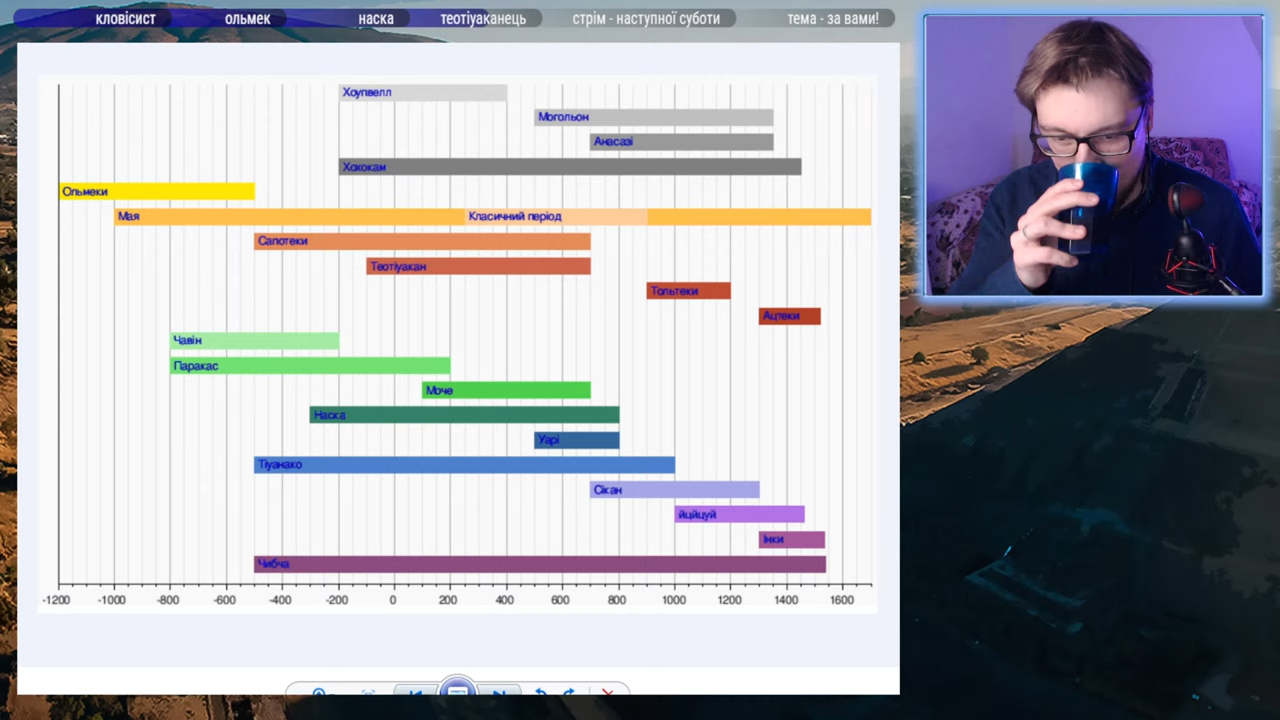 кловісист ольмек наска теотіуаканець стрім - наступної суботи тема - за вами!
Хоупвелл
Могольон
Анасазі
Хохокам
Ольмеки
Мая Класичний період
Сапотеки
Теотіуакан
Тольтеки
Ацтеки
Чавін
Паракас
Моче
Наска
Уарі
Тіуанако
Сікан
йцйцуй
Інки
Чибча
-1200 -1000 -800 -600 -400 -200 0 200 400 600 800 1000 1200 1400 1600